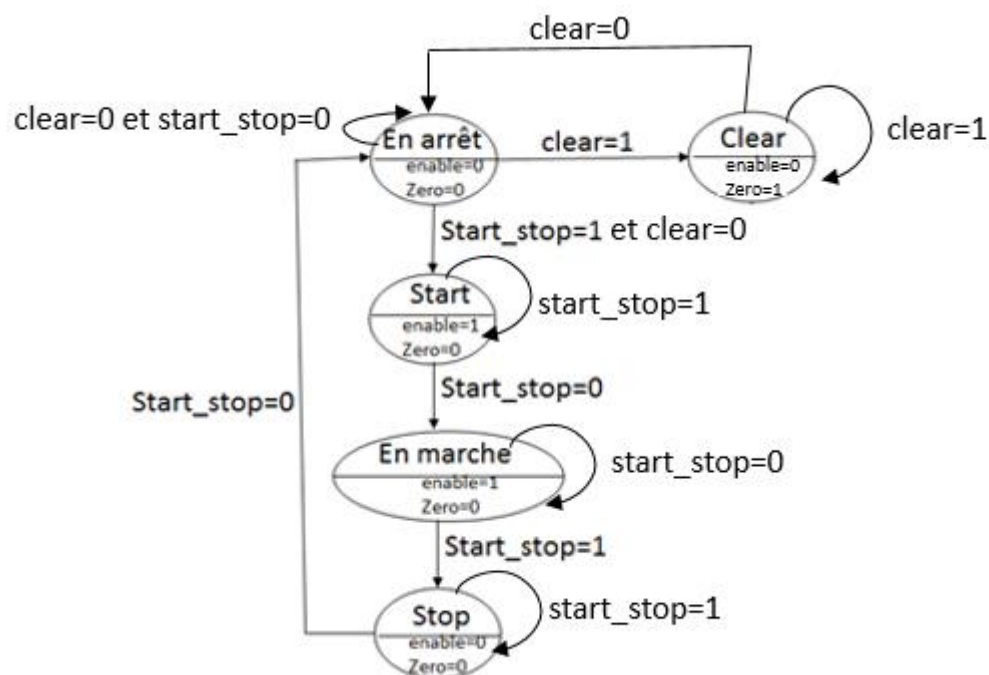 clear=0
clear=0 et start_stop=0
En arrêt
enable=0
Zero=0
clear=1
Clear
enable=0
Zero=1
clear=1
Start_stop=1 et clear=0
Start
enable=1
Zero=0
start_stop=1
Start_stop=0
Start_stop=0
En marche
enable=1
Zero=0
start_stop=0
Start_stop=1
Stop
enable=0
Zero=0
start_stop=1